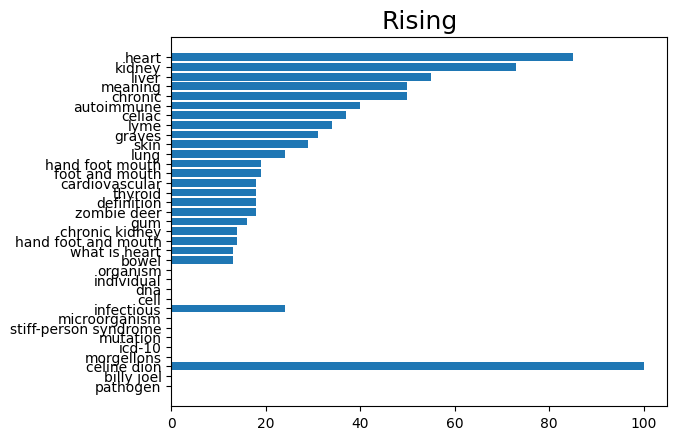 Rising
heart
kidney
liver
meaning
chronic
autoimmune
celiac
lyme
graves
skin
lung
hand foot mouth
foot and mouth
cardiovascular
thyroid
definition
zombie deer
gum
chronic kidney
hand foot and mouth
what is heart
bowel
organism
individual
dna
cell
infectious
microorganism
stiff-person syndrome
mutation
icd-10
morgellons
celine dion
billy joel
pathogen
0 20 40 60 80 100